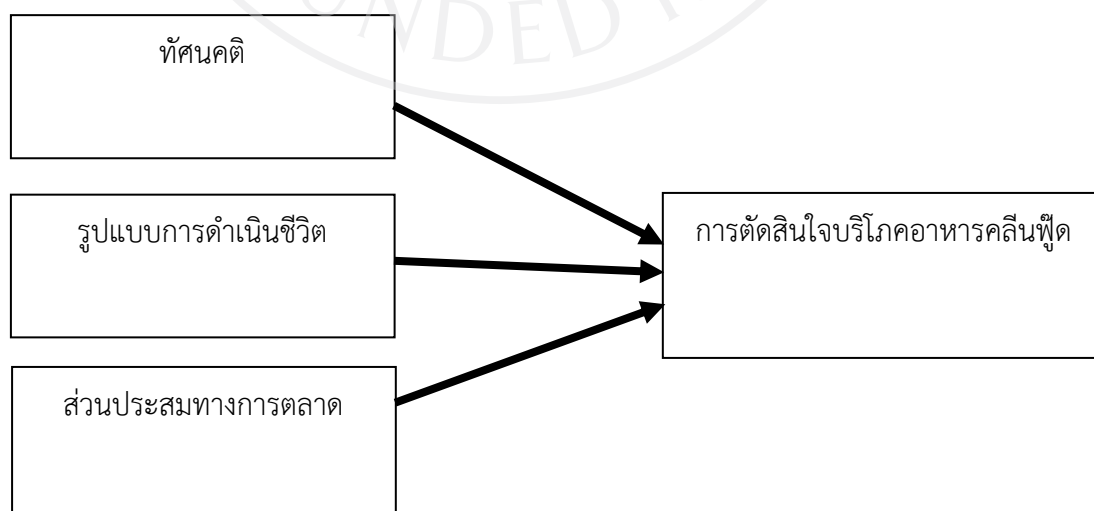 ทัศนคติ
รูปแบบการดำเนินชีวิต
การตัดสินใจบริโภคอาหารคลีนฟู๊ด
ส่วนประสมทางการตลาด